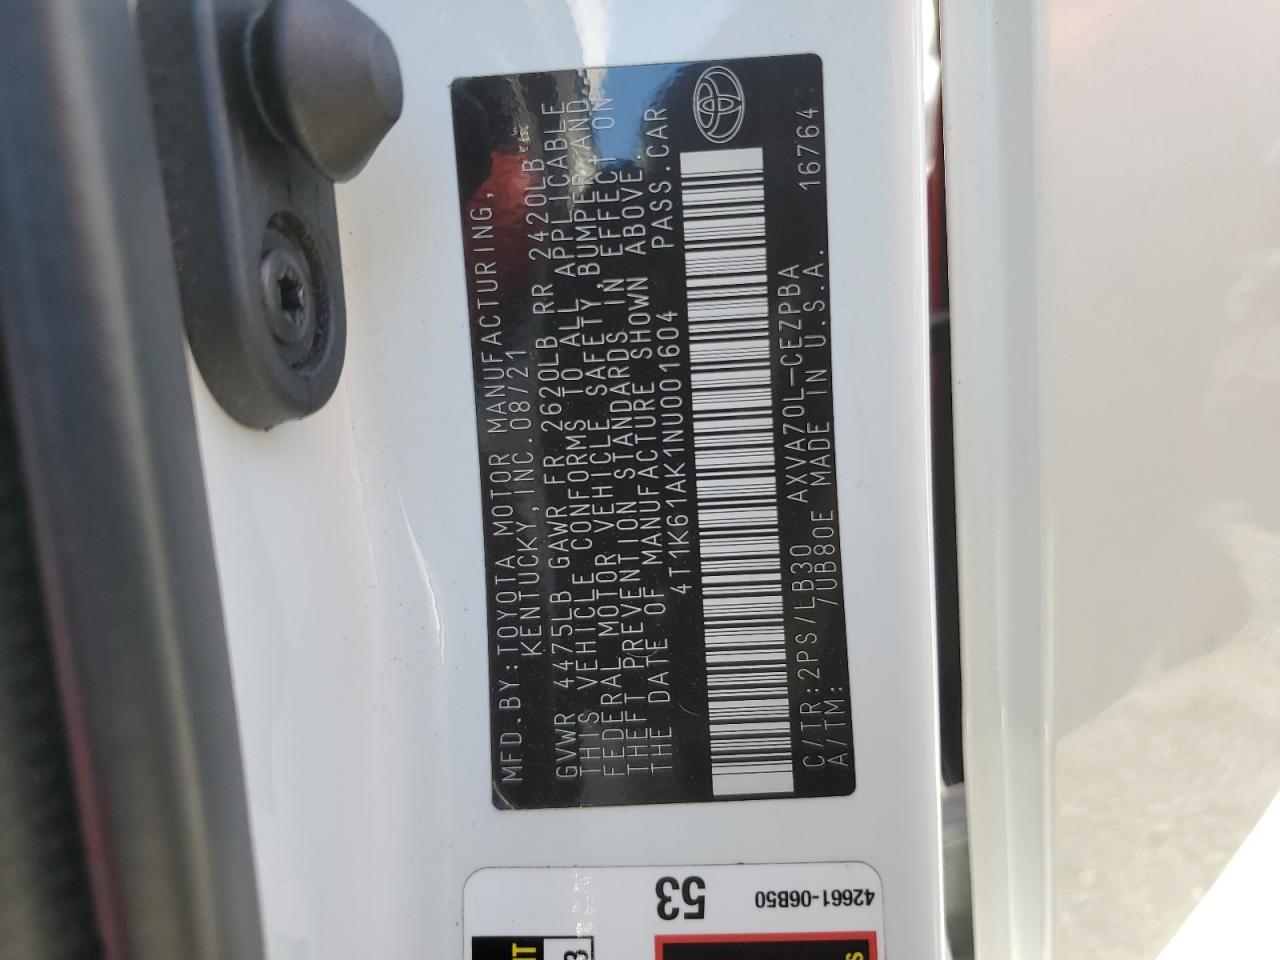 MFD.BY:TOYOTA MOTOR MANUFACTURING,
KENTUCKY,INC.08/21
GVWR 4475LB GAWR FR 2620LB RR 2420LB
THIS VEHICLE CONFORMS TO ALL APPLICABLE
FEDERAL MOTOR VEHICLE SAFETY,BUMPER AND
THEFT PREVENTION STANDARDS IN EFFECT ON
THE DATE OF MANUFACTURE SHOWN ABOVE.
4T1K61AK1NU001604 PASS.CAR
C/TR:2PS/LB30 AXVA70L-CEZPBA 16764
A/TM: 7UB80E MADE IN U.S.A.
53
42661-06B50